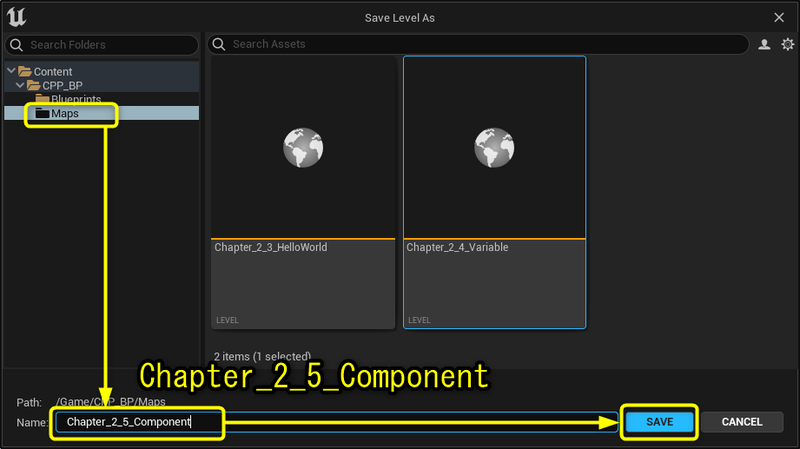 Save Level As
Search Folders
Search Assets
Content
CPP_BP
Blueprints
Maps
Chapter_2_3_HelloWorld
LEVEL
Chapter_2_4_Variable
LEVEL
2 items (1 selected)
Chapter_2_5_Component
Path: /Game/CPP_BP/Maps
Name: Chapter_2_5_Component
SAVE
CANCEL